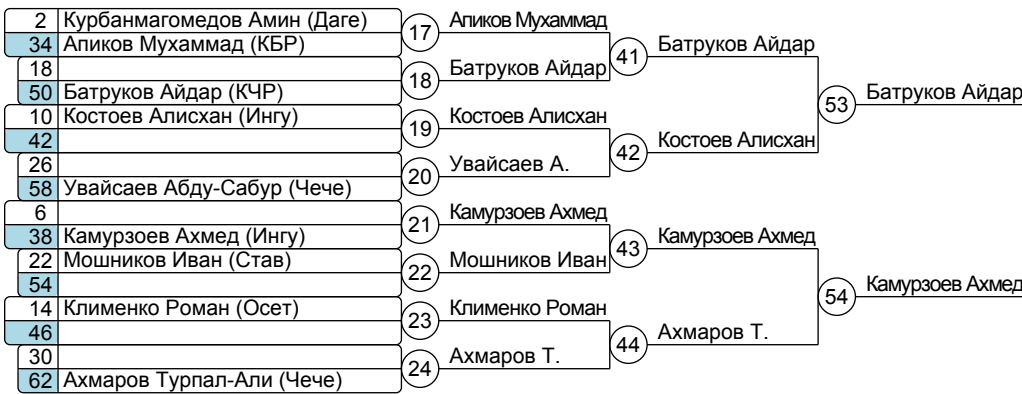 2 Курбанмагомедов Амин (Даге)
34 Апиков Мухаммад (КБР)
17 Апиков Мухаммад
18
50 Батруков Айдар (КЧР)
18 Батруков Айдар
41 Батруков Айдар
10 Костоев Алисхан (Ингу)
42
19 Костоев Алисхан
26
58 Увайсаев Абду-Сабур (Чече)
20 Увайсаев А.
42 Костоев Алисхан
53 Батруков Айдар
6
38 Камурзоев Ахмед (Ингу)
21 Камурзоев Ахмед
22 Мошников Иван (Став)
54
22 Мошников Иван
43 Камурзоев Ахмед
14 Клименко Роман (Осет)
46
23 Клименко Роман
30
62 Ахмаров Турпал-Али (Чече)
24 Ахмаров Т.
44 Ахмаров Т.
54 Камурзоев Ахмед